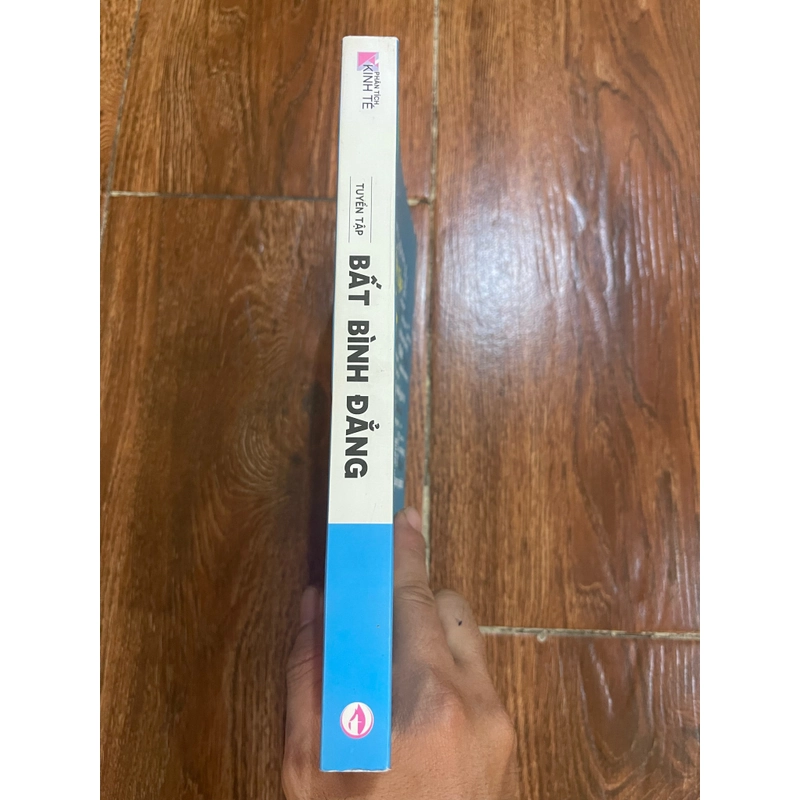 PHÂN TÍCH
KINH TẾ
TUYỂN TẬP
BẤT BÌNH ĐẲNG